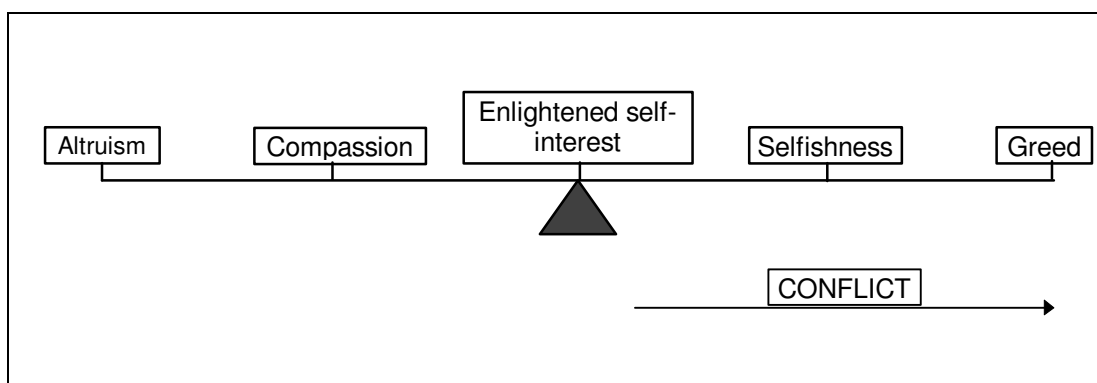 Altruism
Compassion
Enlightened self-
interest
Selfishness
Greed
CONFLICT